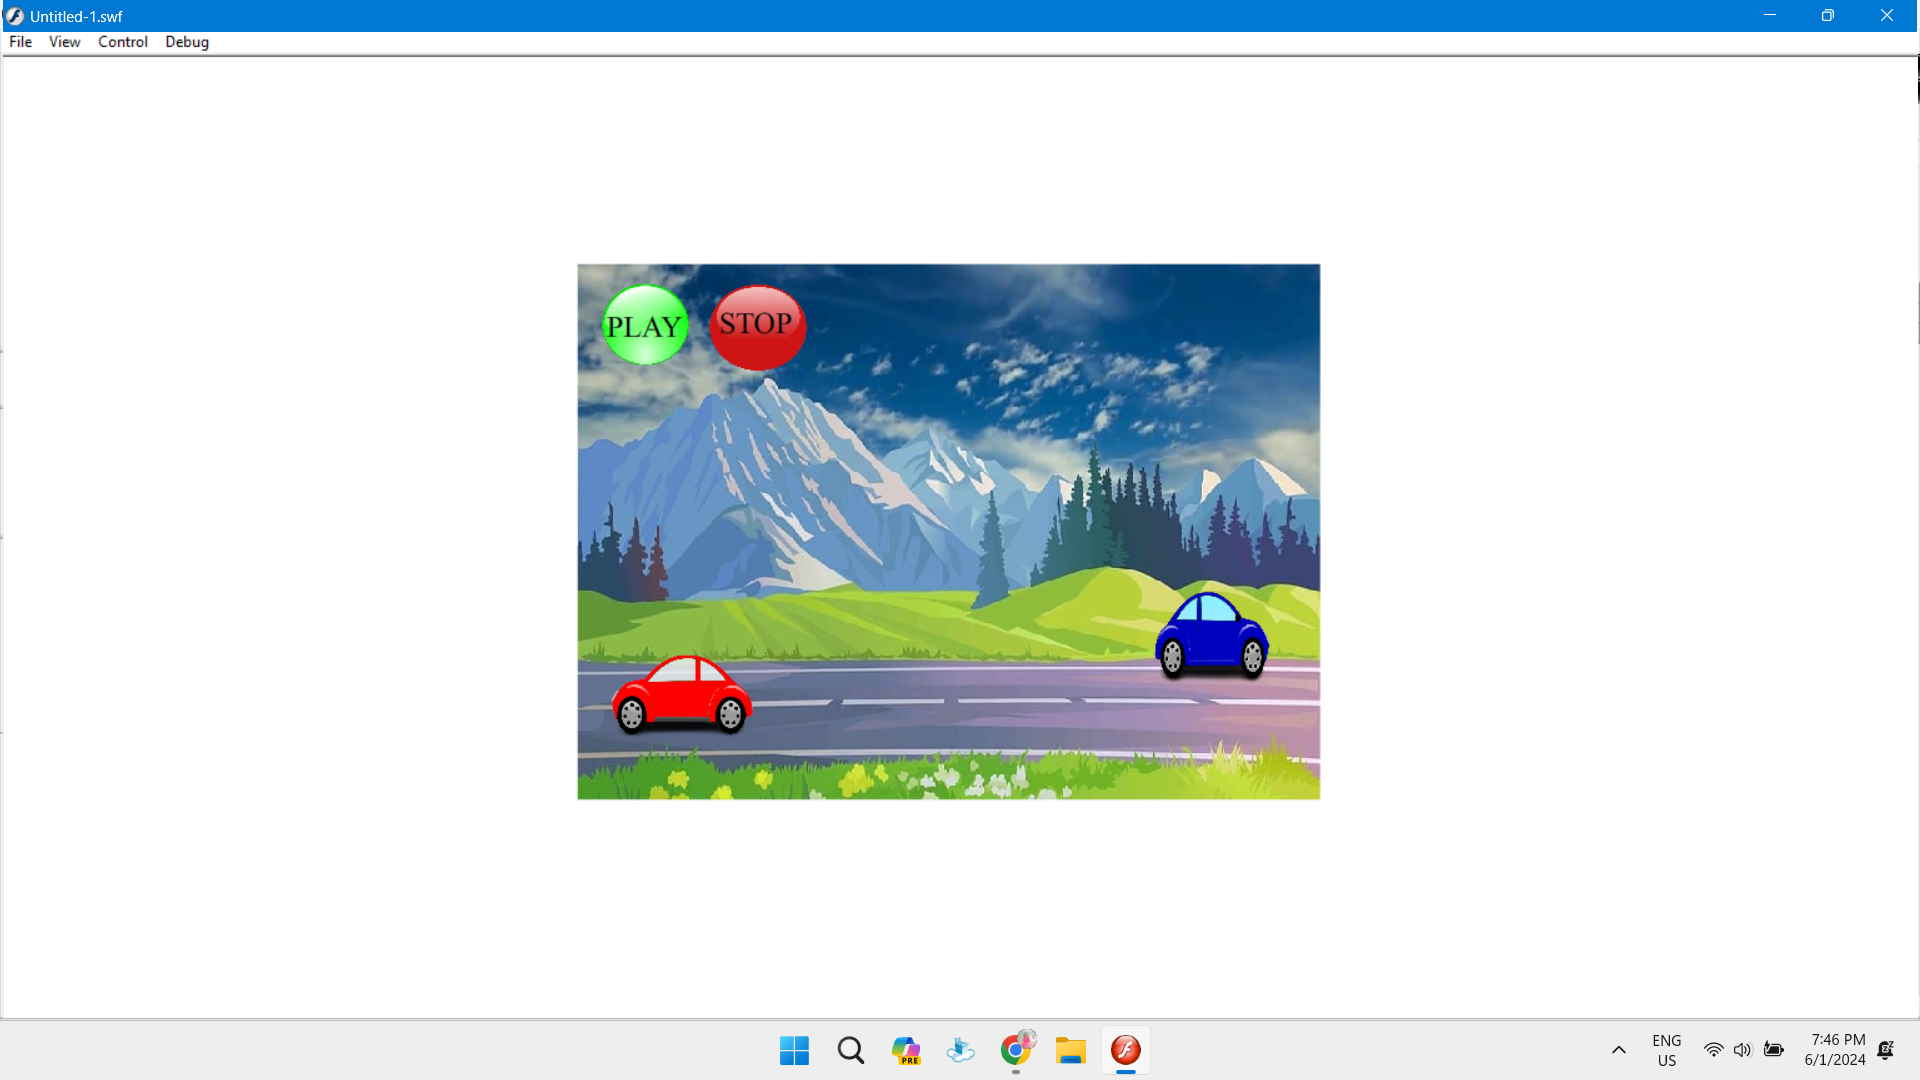 Untitled-1.swf
File View Control Debug
PLAY STOP
PRE
ENG
US
7:46 PM
6/1/2024